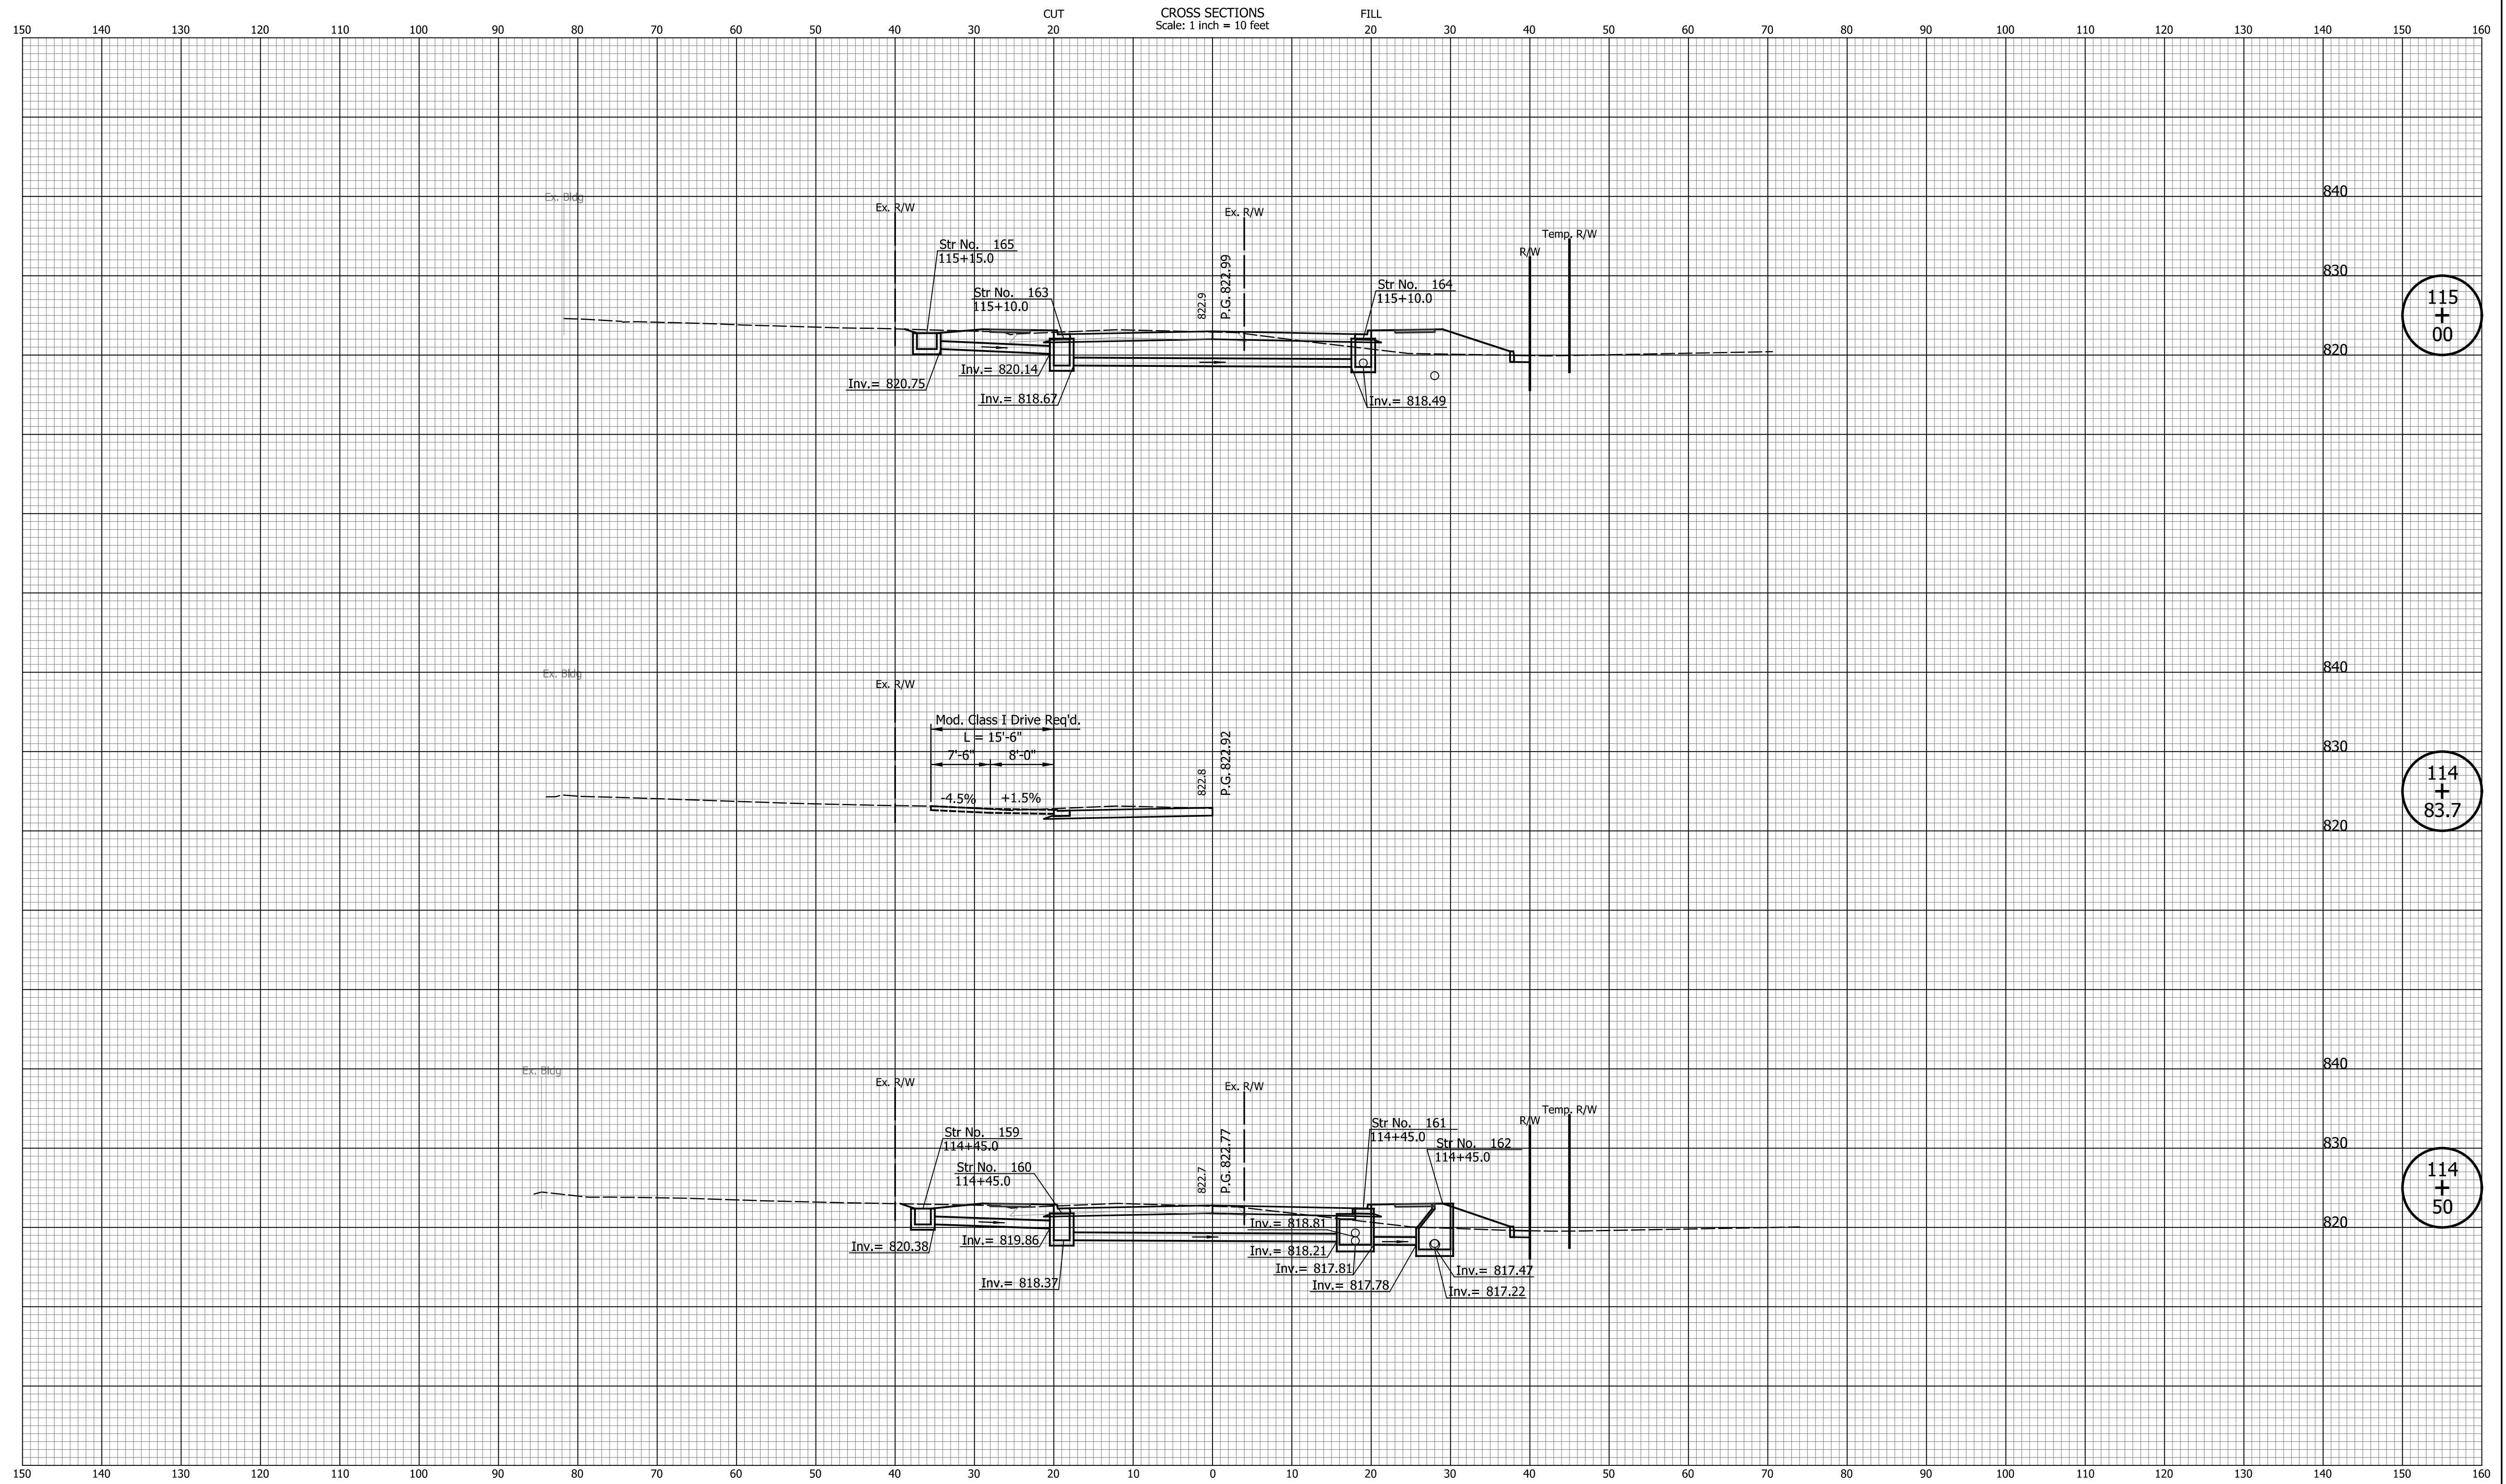 CUT CROSS SECTIONS FILL
Scale: 1 inch = 10 feet
150 140 130 120 110 100 90 80 70 60 50 40 30 20 10 0 10 20 30 40 50 60 70 80 90 100 110 120 130 140 150 160
840
Ex. Bldg
Ex. R/W
Ex. R/W
Temp. R/W
R/W
Str No. 165
115+15.0
830
Str No. 163
115+10.0
822.9
P.G. 822.99
Str No. 164
115+10.0
115
+
00
820
Inv.= 820.75
Inv.= 820.14
Inv.= 818.67
Inv.= 818.49
840
Ex. Bldg
Ex. R/W
Mod. Class I Drive Req'd.
L = 15'-6"
7'-6" 8'-0"
-4.5% +1.5%
822.8
P.G. 822.92
830
114
+
83.7
820
840
Ex. Bldg
Ex. R/W
Ex. R/W
Temp. R/W
R/W
Str No. 159
114+45.0
Str No. 160
114+45.0
822.7
P.G. 822.77
Str No. 161
114+45.0
Str No. 162
114+45.0
830
114
+
50
820
Inv.= 820.38
Inv.= 819.86
Inv.= 818.37
Inv.= 818.81
Inv.= 818.21
Inv.= 817.81
Inv.= 817.78
Inv.= 817.47
Inv.= 817.22
150 140 130 120 110 100 90 80 70 60 50 40 30 20 10 0 10 20 30 40 50 60 70 80 90 100 110 120 130 140 150 160